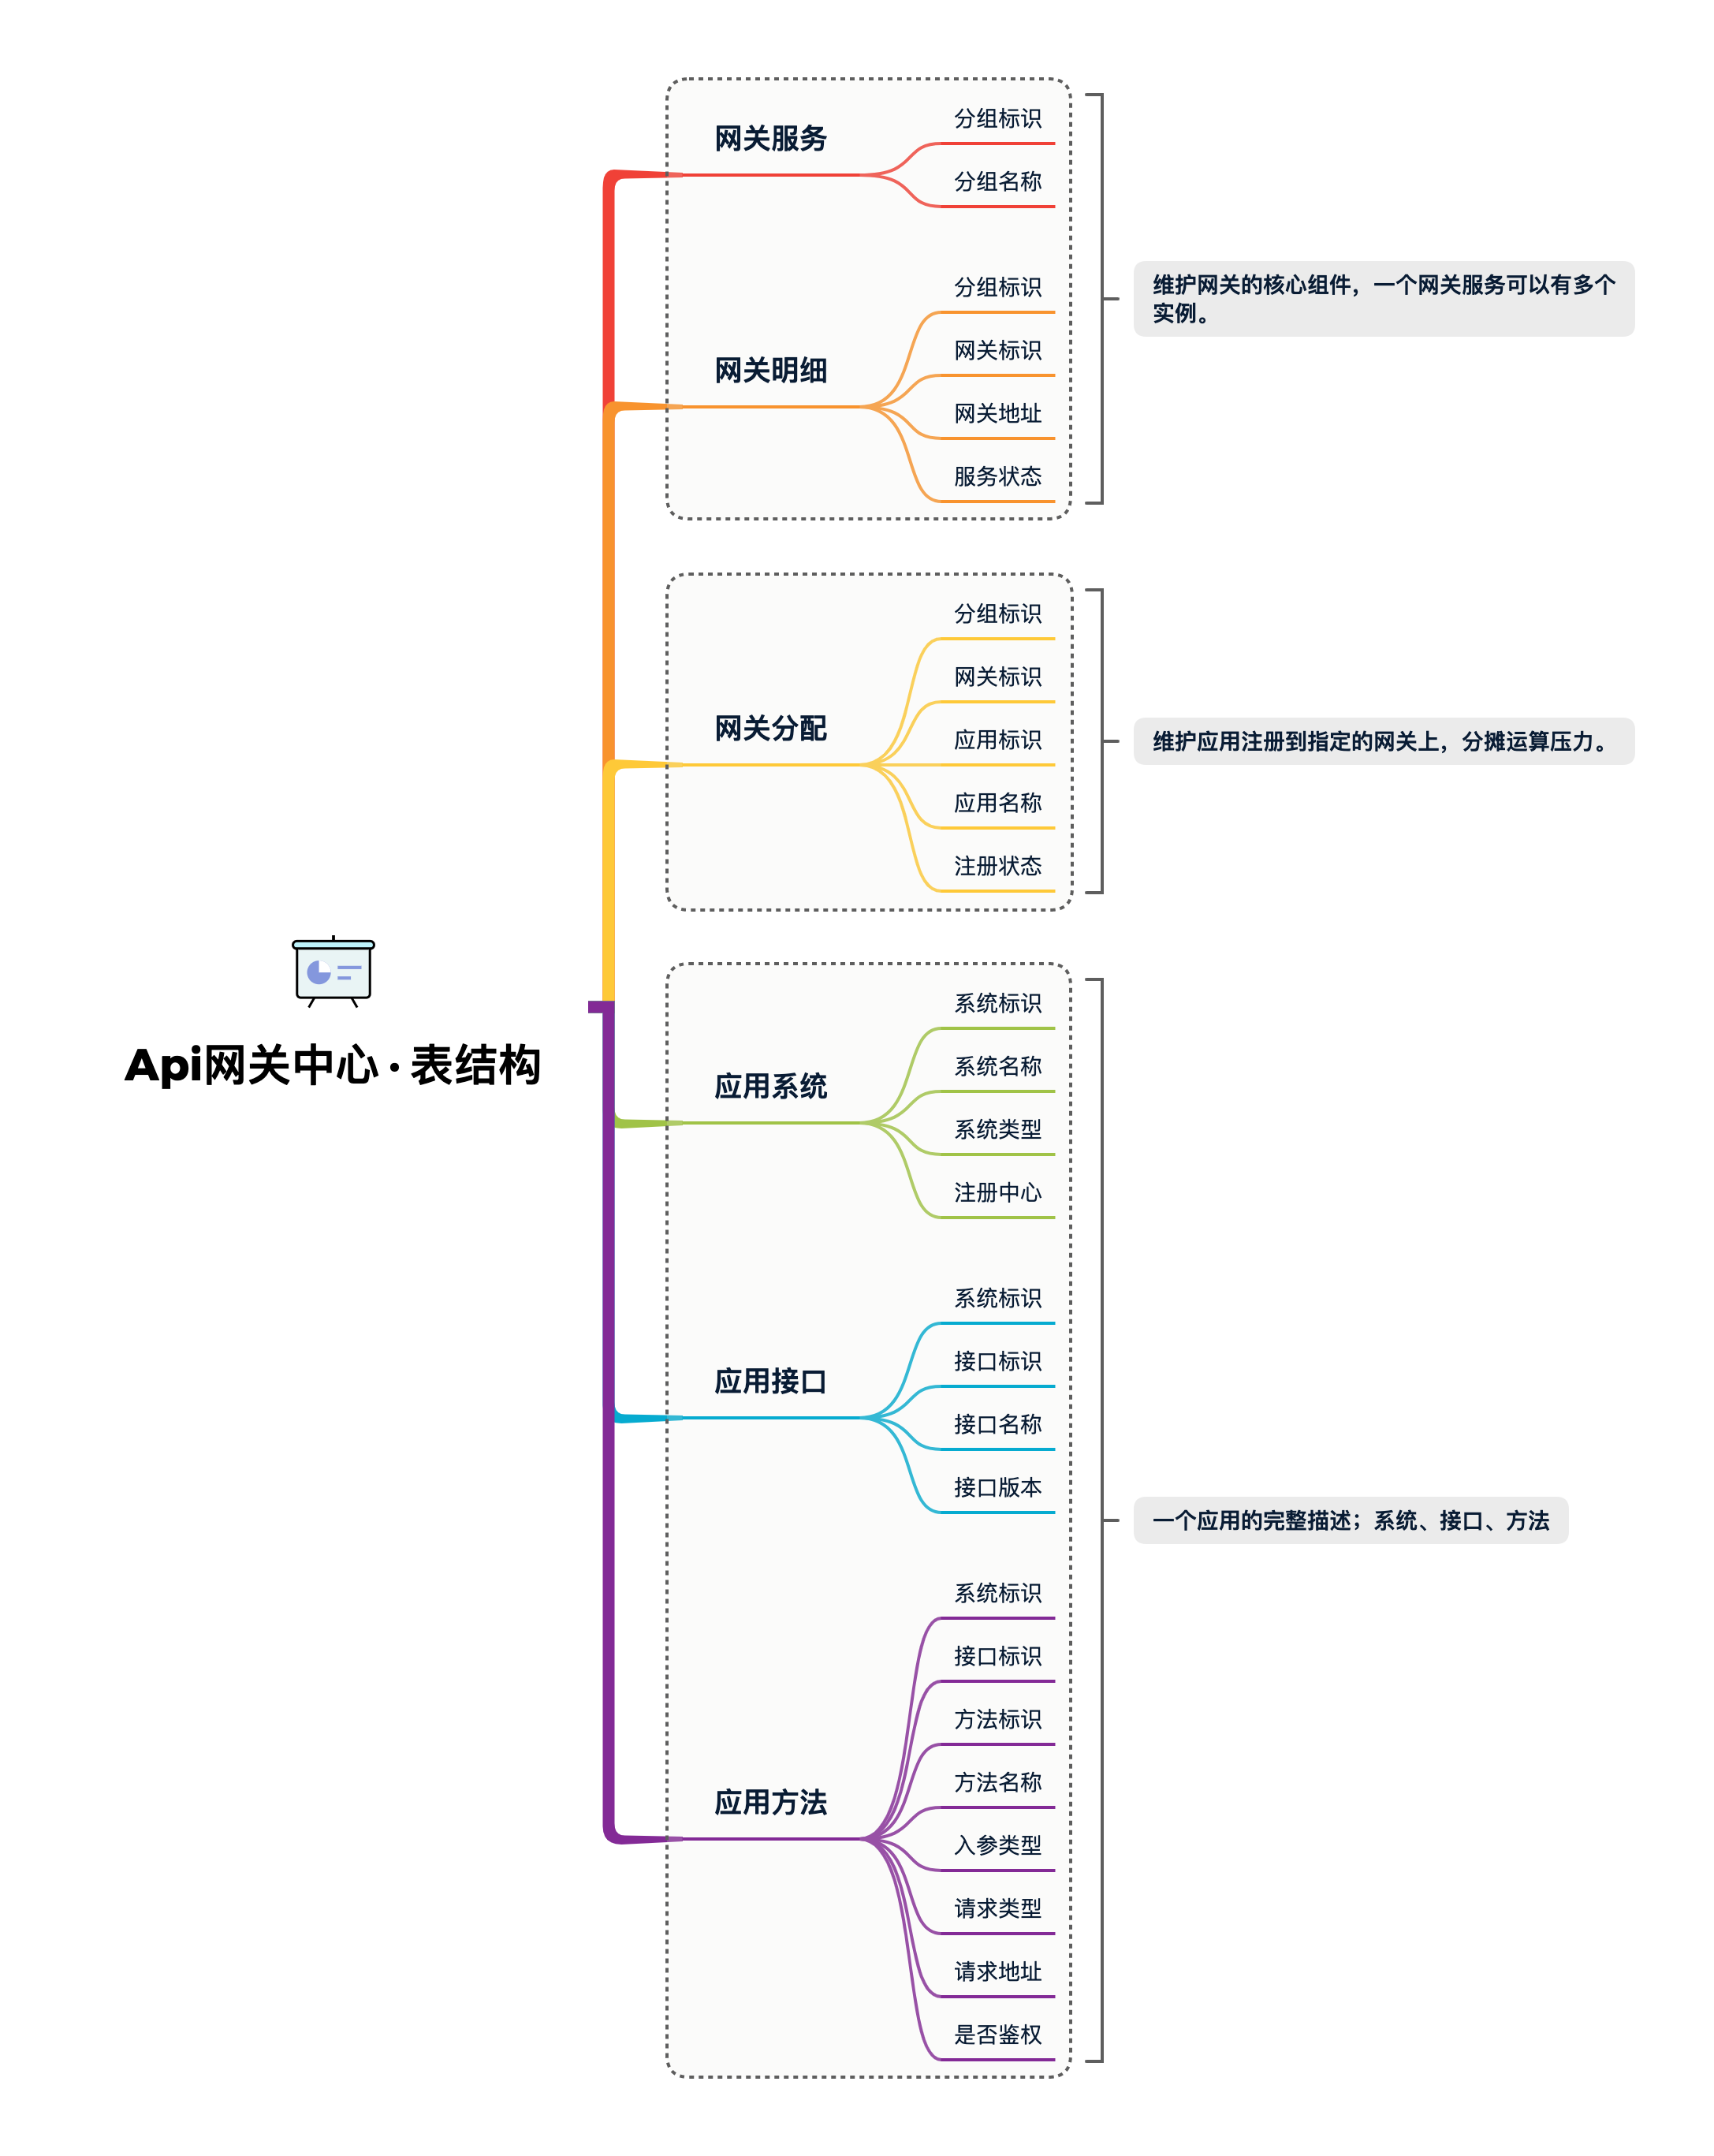 Api网关中心 · 表结构
网关服务
分组标识
分组名称
网关明细
分组标识
网关标识
网关地址
服务状态
维护网关的核心组件，一个网关服务可以有多个
实例。
网关分配
分组标识
网关标识
应用标识
应用名称
注册状态
维护应用注册到指定的网关上，分摊运算压力。
应用系统
系统标识
系统名称
系统类型
注册中心
应用接口
系统标识
接口标识
接口名称
接口版本
应用方法
系统标识
接口标识
方法标识
方法名称
入参类型
请求类型
请求地址
是否鉴权
一个应用的完整描述；系统、接口、方法